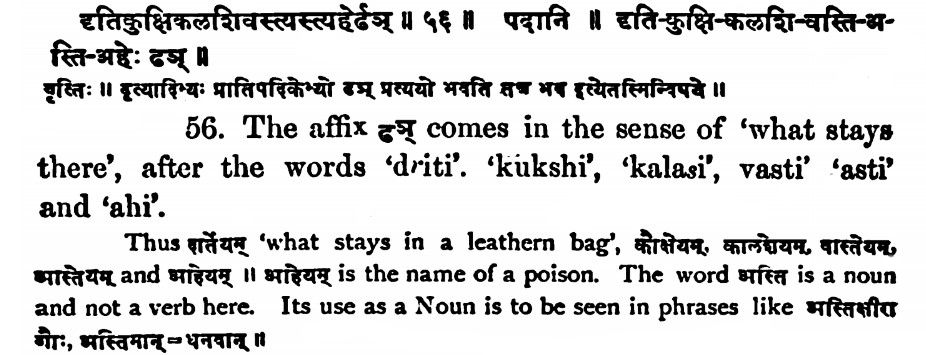 दृतिकुक्षिकलशिवस्त्यस्त्यहेर्ढञ् ॥ ५६ ॥ पदानि ॥ दृति-कुक्षि-कलशि-वस्ति-अ-
स्ति-अहेः ढञ् ॥
वृत्तिः ॥ दृत्यादिभ्यः प्रातिपदिकेभ्यो ढञ् प्रत्ययो भवति तत्र भव इत्येतस्मिन्विषये ॥
56. The affix ढञ् comes in the sense of 'what stays
there', after the words 'driti'. 'kukshi', 'kalasi', vasti' 'asti'
and 'ahi'.
Thus दार्तेयम् 'what stays in a leathern bag', कौक्षेयम्, कालशेयम्, वास्तेयम्,
आस्तेयम् and आहेयम् ॥ आहेयम् is the name of a poison. The word अस्ति is a noun
and not a verb here. Its use as a Noun is to be seen in phrases like अस्तिक्षीरा
गौः, अस्तिमान्=धनवान् ॥